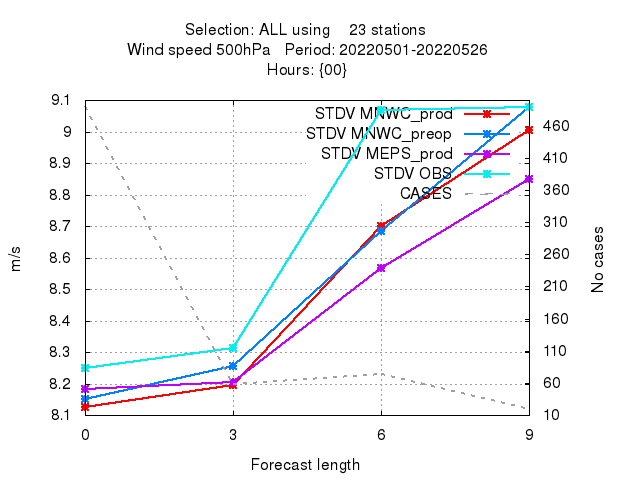 Selection: ALL using 23 stations
Wind speed 500hPa Period: 20220501-20220526
Hours: {00}
STDV MNWC_prod
STDV MNWC_preop
STDV MEPS_prod
STDV OBS
CASES
9.1
9
8.9
8.8
8.7
8.6
8.5
8.4
8.3
8.2
8.1
460
410
360
310
260
210
160
110
60
10
m/s
No cases
0 3 6 9
Forecast length